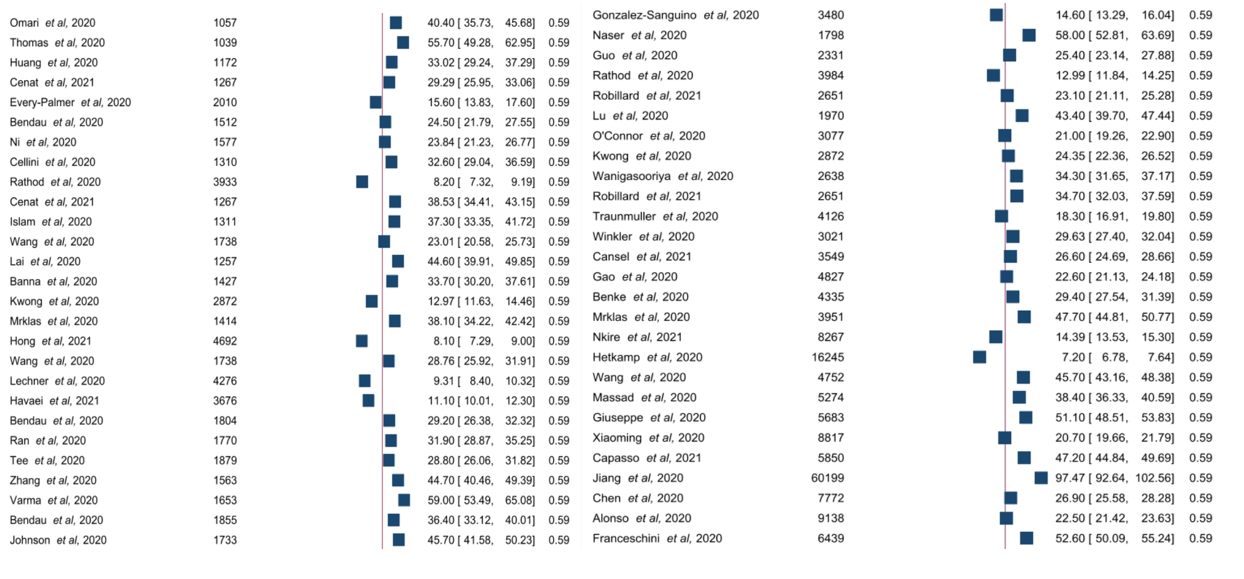 Omari et al, 2020 1057 40.40 [ 35.73, 45.68] 0.59
Thomas et al, 2020 1039 55.70 [ 49.28, 62.95] 0.59
Huang et al, 2020 1172 33.02 [ 29.24, 37.29] 0.59
Cenat et al, 2021 1267 29.29 [ 25.95, 33.06] 0.59
Every-Palmer et al, 2020 2010 15.60 [ 13.83, 17.60] 0.59
Bendau et al, 2020 1512 24.50 [ 21.79, 27.55] 0.59
Ni et al, 2020 1577 23.84 [ 21.23, 26.77] 0.59
Cellini et al, 2020 1310 32.60 [ 29.04, 36.59] 0.59
Rathod et al, 2020 3933 8.20 [ 7.32, 9.19] 0.59
Cenat et al, 2021 1267 38.53 [ 34.41, 43.15] 0.59
Islam et al, 2020 1311 37.30 [ 33.35, 41.72] 0.59
Wang et al, 2020 1738 23.01 [ 20.58, 25.73] 0.59
Lai et al, 2020 1257 44.60 [ 39.91, 49.85] 0.59
Banna et al, 2020 1427 33.70 [ 30.20, 37.61] 0.59
Kwong et al, 2020 2872 12.97 [ 11.63, 14.46] 0.59
Mrklas et al, 2020 1414 38.10 [ 34.22, 42.42] 0.59
Hong et al, 2021 4692 8.10 [ 7.29, 9.00] 0.59
Wang et al, 2020 1738 28.76 [ 25.92, 31.91] 0.59
Lechner et al, 2020 4276 9.31 [ 8.40, 10.32] 0.59
Havaei et al, 2021 3676 11.10 [ 10.01, 12.30] 0.59
Bendau et al, 2020 1804 29.20 [ 26.38, 32.32] 0.59
Ran et al, 2020 1770 31.90 [ 28.87, 35.25] 0.59
Tee et al, 2020 1879 28.80 [ 26.06, 31.82] 0.59
Zhang et al, 2020 1563 44.70 [ 40.46, 49.39] 0.59
Varma et al, 2020 1653 59.00 [ 53.49, 65.08] 0.59
Bendau et al, 2020 1855 36.40 [ 33.12, 40.01] 0.59
Johnson et al, 2020 1733 45.70 [ 41.58, 50.23] 0.59
Gonzalez-Sanguino et al, 2020 3480 14.60 [ 13.29, 16.04] 0.59
Naser et al, 2020 1798 58.00 [ 52.81, 63.69] 0.59
Guo et al, 2020 2331 25.40 [ 23.14, 27.88] 0.59
Rathod et al, 2020 3984 12.99 [ 11.84, 14.25] 0.59
Robillard et al, 2021 2651 23.10 [ 21.11, 25.28] 0.59
Lu et al, 2020 1970 43.40 [ 39.70, 47.44] 0.59
O'Connor et al, 2020 3077 21.00 [ 19.26, 22.90] 0.59
Kwong et al, 2020 2872 24.35 [ 22.36, 26.52] 0.59
Wanigasooriya et al, 2020 2638 34.30 [ 31.65, 37.17] 0.59
Robillard et al, 2021 2651 34.70 [ 32.03, 37.59] 0.59
Traunmuller et al, 2020 4126 18.30 [ 16.91, 19.80] 0.59
Winkler et al, 2020 3021 29.63 [ 27.40, 32.04] 0.59
Cansel et al, 2021 3549 26.60 [ 24.69, 28.66] 0.59
Gao et al, 2020 4827 22.60 [ 21.13, 24.18] 0.59
Benke et al, 2020 4335 29.40 [ 27.54, 31.39] 0.59
Mrklas et al, 2020 3951 47.70 [ 44.81, 50.77] 0.59
Nkire et al, 2021 8267 14.39 [ 13.53, 15.30] 0.59
Hetkamp et al, 2020 16245 7.20 [ 6.78, 7.64] 0.59
Wang et al, 2020 4752 45.70 [ 43.16, 48.38] 0.59
Massad et al, 2020 5274 38.40 [ 36.33, 40.59] 0.59
Giuseppe et al, 2020 5683 51.10 [ 48.51, 53.83] 0.59
Xiaoming et al, 2020 8817 20.70 [ 19.66, 21.79] 0.59
Capasso et al, 2021 5850 47.20 [ 44.84, 49.69] 0.59
Jiang et al, 2020 60199 97.47 [ 92.64, 102.56] 0.59
Chen et al, 2020 7772 26.90 [ 25.58, 28.28] 0.59
Alonso et al, 2020 9138 22.50 [ 21.42, 23.63] 0.59
Franceschini et al, 2020 6439 52.60 [ 50.09, 55.24] 0.59